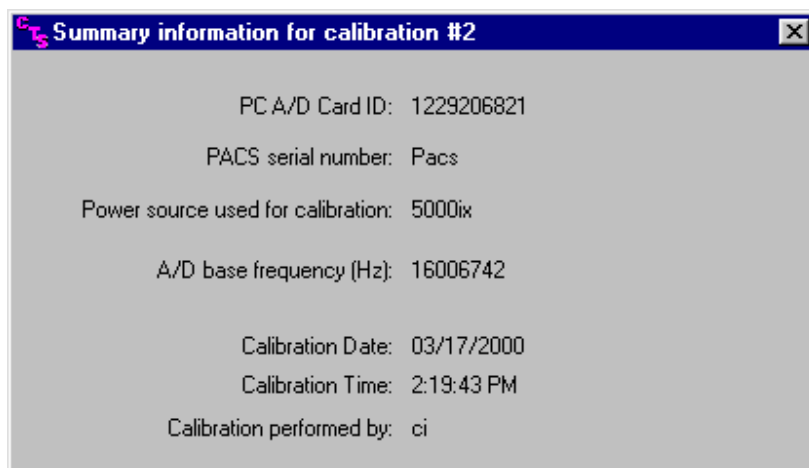 CTS Summary information for calibration #2
PC A/D Card ID: 1229206821
PACS serial number: Pacs
Power source used for calibration: 5000ix
A/D base frequency (Hz): 16006742
Calibration Date: 03/17/2000
Calibration Time: 2:19:43 PM
Calibration performed by: ci